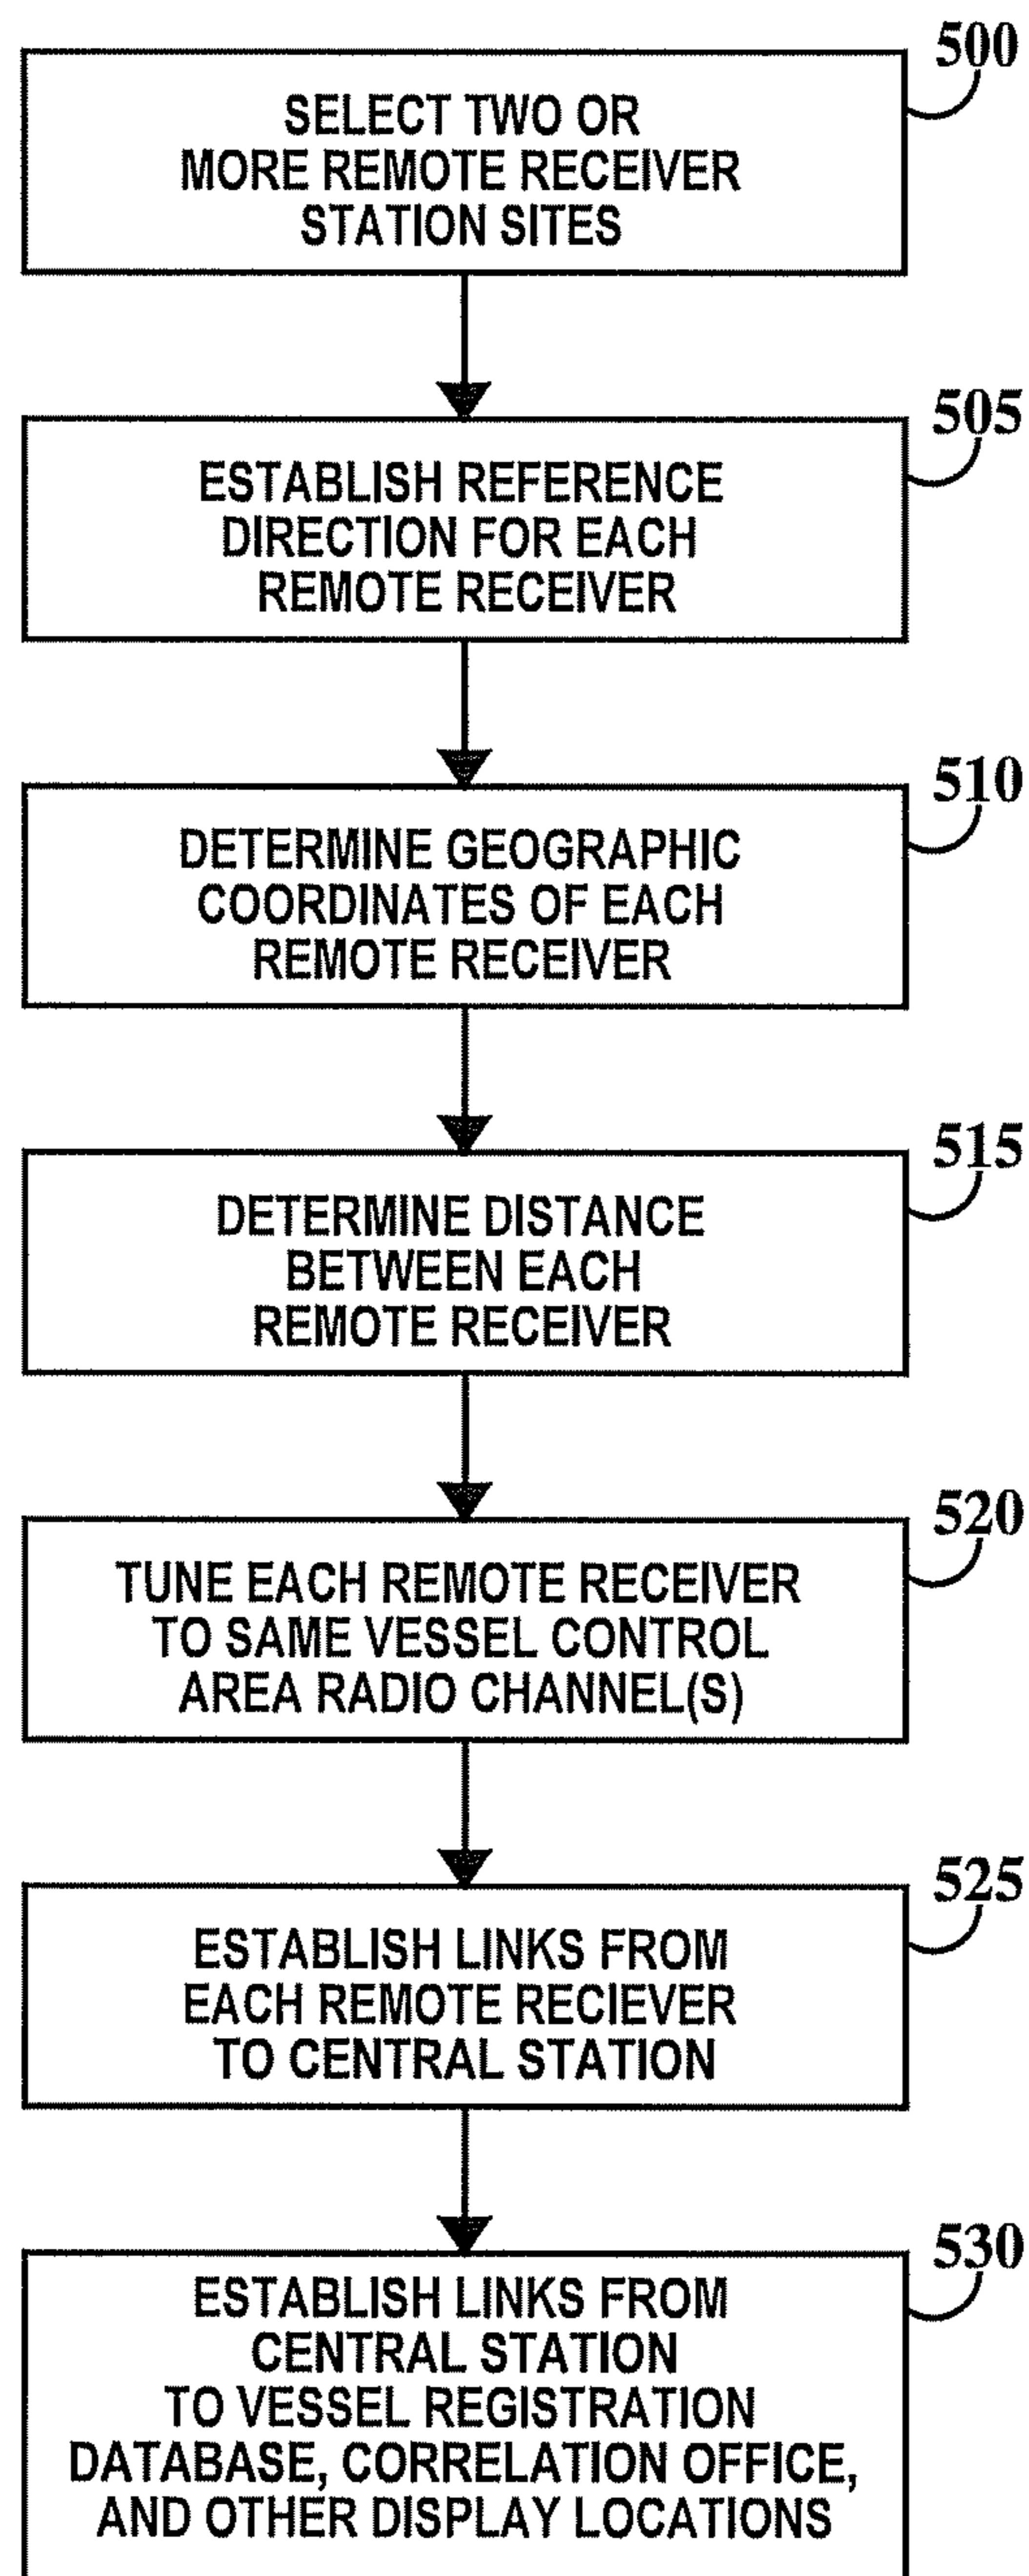 500
SELECT TWO OR
MORE REMOTE RECEIVER
STATION SITES
505
ESTABLISH REFERENCE
DIRECTION FOR EACH
REMOTE RECEIVER
510
DETERMINE GEOGRAPHIC
COORDINATES OF EACH
REMOTE RECEIVER
515
DETERMINE DISTANCE
BETWEEN EACH
REMOTE RECEIVER
520
TUNE EACH REMOTE RECEIVER
TO SAME VESSEL CONTROL
AREA RADIO CHANNEL(S)
525
ESTABLISH LINKS FROM
EACH REMOTE RECIEVER
TO CENTRAL STATION
530
ESTABLISH LINKS FROM
CENTRAL STATION
TO VESSEL REGISTRATION
DATABASE, CORRELATION OFFICE,
AND OTHER DISPLAY LOCATIONS